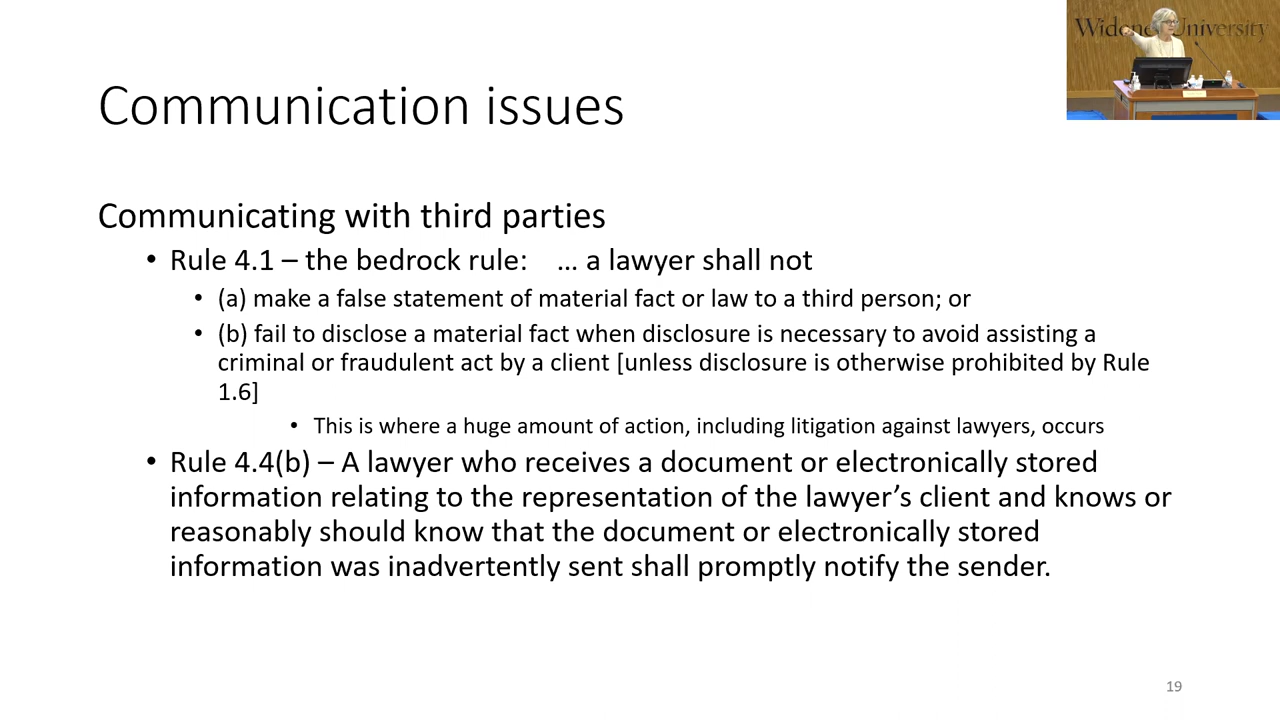 Widener University
Communication issues
Communicating with third parties
• Rule 4.1 – the bedrock rule: … a lawyer shall not
• (a) make a false statement of material fact or law to a third person; or
• (b) fail to disclose a material fact when disclosure is necessary to avoid assisting a
criminal or fraudulent act by a client [unless disclosure is otherwise prohibited by Rule
1.6]
• This is where a huge amount of action, including litigation against lawyers, occurs
• Rule 4.4(b) – A lawyer who receives a document or electronically stored
information relating to the representation of the lawyer’s client and knows or
reasonably should know that the document or electronically stored
information was inadvertently sent shall promptly notify the sender.
19